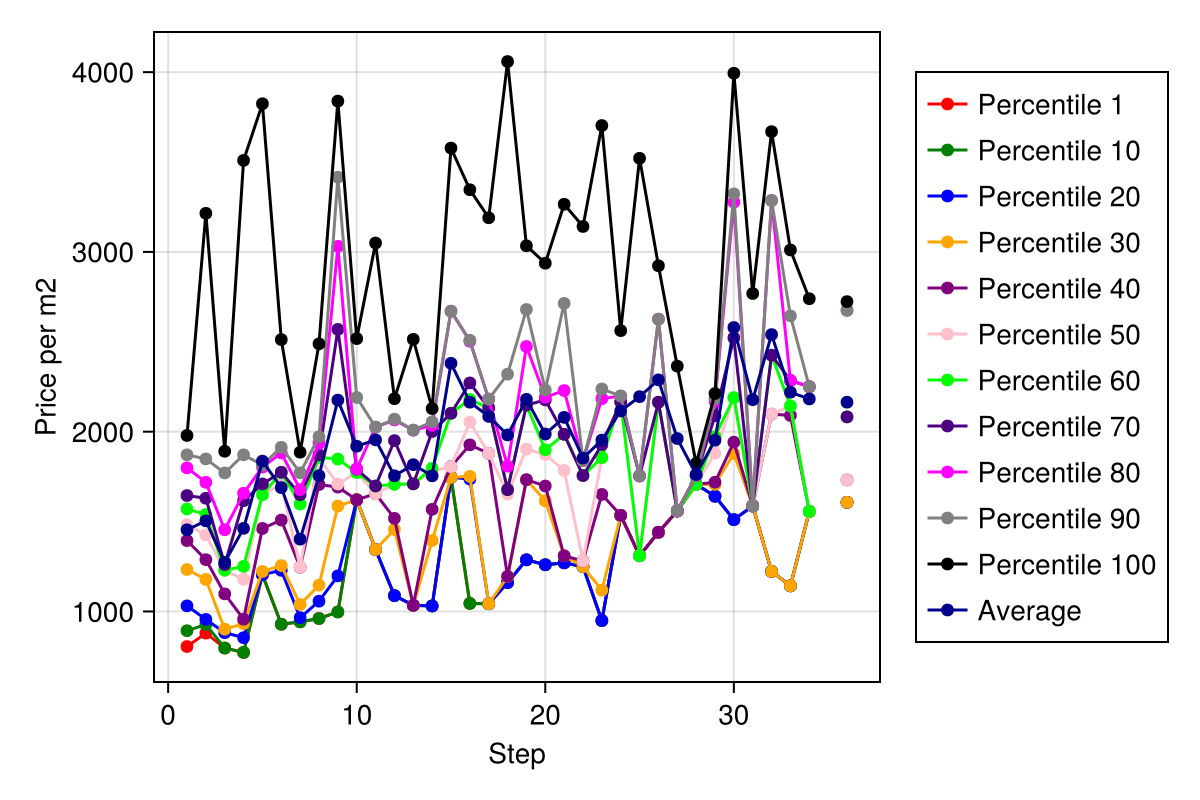 4000
3000
2000
1000
Price per m2
0
10
20
30
Step
Percentile 1
Percentile 10
Percentile 20
Percentile 30
Percentile 40
Percentile 50
Percentile 60
Percentile 70
Percentile 80
Percentile 90
Percentile 100
Average